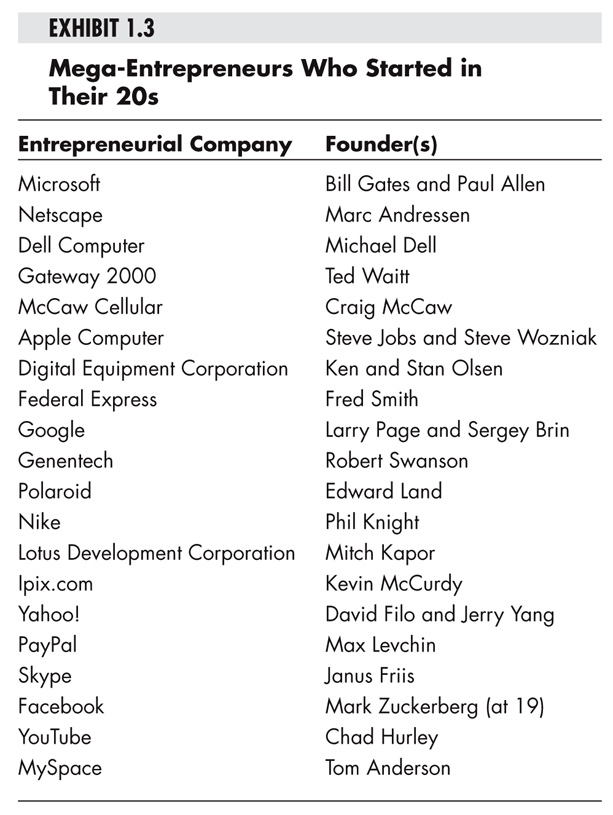 EXHIBIT 1.3
Mega-Entrepreneurs Who Started in
Their 20s
Entrepreneurial Company Founder(s)
Microsoft Bill Gates and Paul Allen
Netscape Marc Andressen
Dell Computer Michael Dell
Gateway 2000 Ted Waitt
McCaw Cellular Craig McCaw
Apple Computer Steve Jobs and Steve Wozniak
Digital Equipment Corporation Ken and Stan Olsen
Federal Express Fred Smith
Google Larry Page and Sergey Brin
Genentech Robert Swanson
Polaroid Edward Land
Nike Phil Knight
Lotus Development Corporation Mitch Kapor
Ipix.com Kevin McCurdy
Yahoo! David Filo and Jerry Yang
PayPal Max Levchin
Skype Janus Friis
Facebook Mark Zuckerberg (at 19)
YouTube Chad Hurley
MySpace Tom Anderson